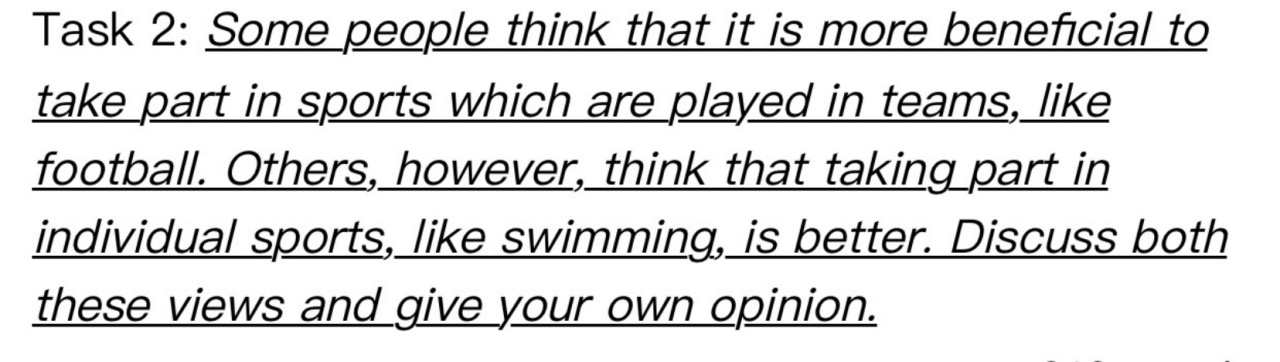 Task 2: Some people think that it is more beneficial to
take part in sports which are played in teams, like
football. Others, however, think that taking part in
individual sports, like swimming, is better. Discuss both
these views and give your own opinion.